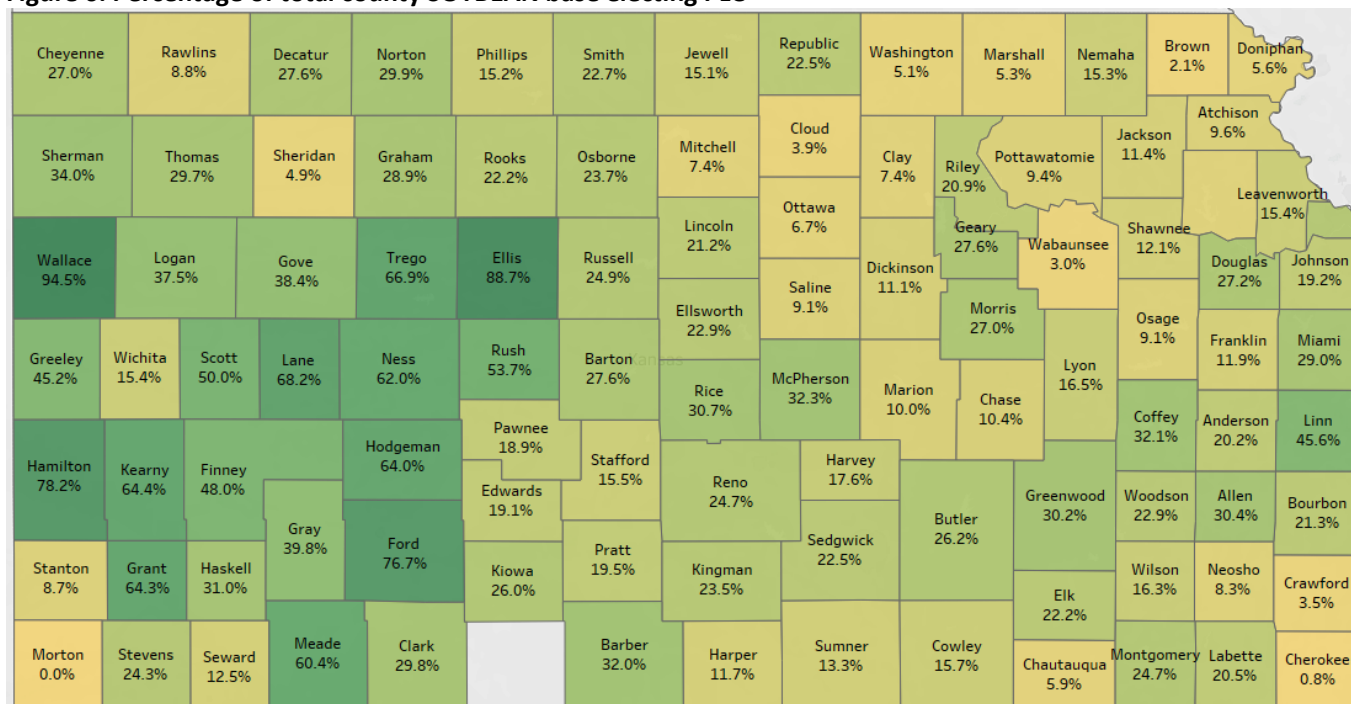 Figure Percentage of total county SOYBEAN base electing PLC
Cheyenne
27.0%
Rawlins
8.8%
Decatur
27.6%
Norton
29.9%
Phillips
15.2%
Smith
22.7%
Jewell
15.1%
Republic
22.5%
Washington
5.1%
Marshall
5.3%
Nemaha
15.3%
Brown
2.1%
Doniphan
5.6%
Sherman
34.0%
Thomas
29.7%
Sheridan
4.9%
Graham
28.9%
Rooks
22.2%
Osborne
23.7%
Mitchell
7.4%
Cloud
3.9%
Clay
7.4%
Riley
20.9%
Pottawatomie
9.4%
Jackson
11.4%
Atchison
9.6%
Leavenworth
15.4%
Wallace
94.5%
Logan
37.5%
Gove
38.4%
Trego
66.9%
Ellis
88.7%
Russell
24.9%
Lincoln
21.2%
Ottawa
6.7%
Saline
9.1%
Dickinson
11.1%
Geary
27.6%
Wabaunsee
3.0%
Shawnee
12.1%
Douglas
27.2%
Johnson
19.2%
Greeley
45.2%
Wichita
15.4%
Scott
50.0%
Lane
68.2%
Ness
62.0%
Rush
53.7%
Barton
27.6%
Kansas
Ellsworth
22.9%
Rice
30.7%
McPherson
32.3%
Marion
10.0%
Morris
27.0%
Chase
10.4%
Lyon
16.5%
Osage
9.1%
Franklin
11.9%
Miami
29.0%
Hamilton
78.2%
Kearny
64.4%
Finney
48.0%
Hodgeman
64.0%
Pawnee
18.9%
Stafford
15.5%
Edwards
19.1%
Reno
24.7%
Harvey
17.6%
Coffey
32.1%
Anderson
20.2%
Linn
45.6%
Gray
39.8%
Ford
76.7%
Sedgwick
22.5%
Butler
26.2%
Greenwood
30.2%
Woodson
22.9%
Allen
30.4%
Bourbon
21.3%
Stanton
8.7%
Grant
64.3%
Haskell
31.0%
Kiowa
26.0%
Pratt
19.5%
Kingman
23.5%
Elk
22.2%
Wilson
16.3%
Neosho
8.3%
Crawford
3.5%
Morton
0.0%
Stevens
24.3%
Seward
12.5%
Meade
60.4%
Clark
29.8%
Barber
32.0%
Harper
11.7%
Sumner
13.3%
Cowley
15.7%
Chautauqua
5.9%
Montgomery
24.7%
Labette
20.5%
Cherokee
0.8%